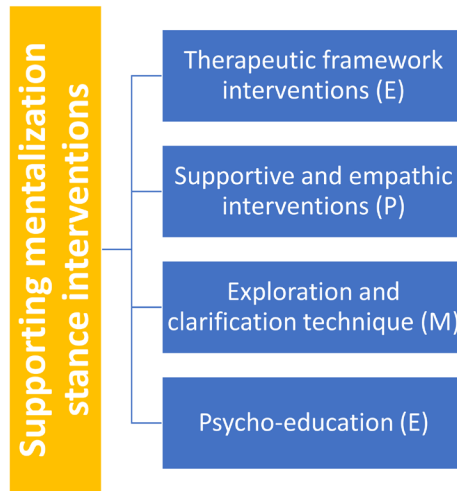 Supporting mentalization
stance interventions
Therapeutic framework
interventions (E)
Supportive and empathic
interventions (P)
Exploration and
clarification technique (M)
Psycho-education (E)